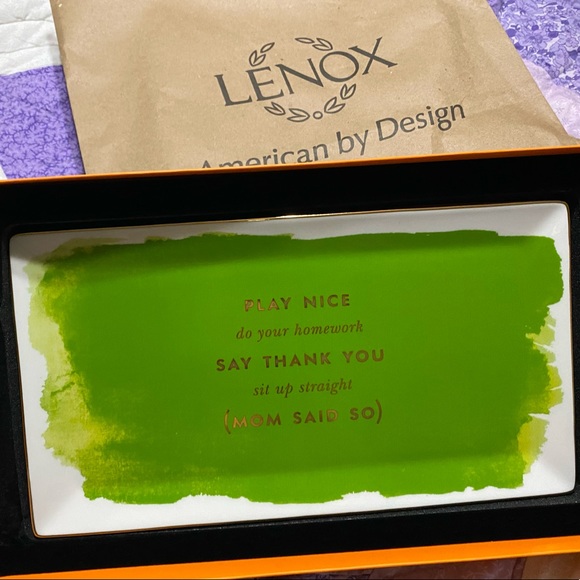 LENOX
American by Design
PLAY NICE
do your homework
SAY THANK YOU
sit up straight
(MOM SAID SO)